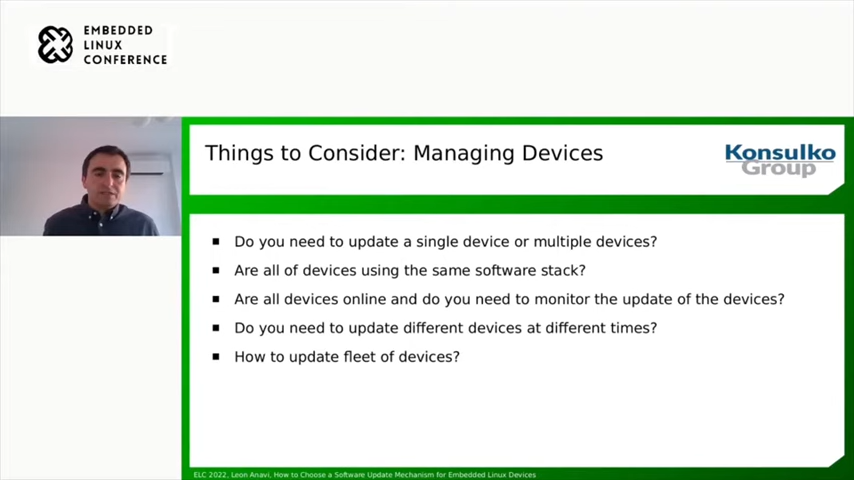 EMBEDDED
LINUX
CONFERENCE
Things to Consider: Managing Devices
Konsulko
Group
Do you need to update a single device or multiple devices?
Are all of devices using the same software stack?
Are all devices online and do you need to monitor the update of the devices?
Do you need to update different devices at different times?
How to update fleet of devices?
ELC 2022, Leon Anavi, How to Choose a Software Update Mechanism for Embedded Linux Devices